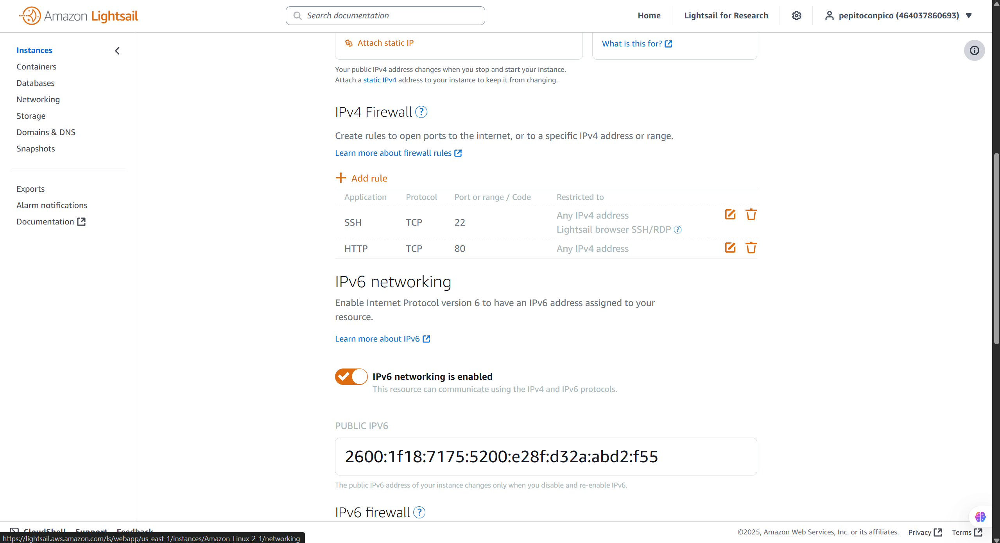 Amazon Lightsail
Search documentation
Home
Lightsail for Research
pepitoconpico (464037860693)
Instances
Containers
Databases
Networking
Storage
Domains & DNS
Snapshots
Exports
Alarm notifications
Documentation
Attach static IP
What is this for?
Your public IPv4 address changes when you stop and start your instance.
Attach a static IPv4 address to your instance to keep it from changing.
IPv4 Firewall ?
Create rules to open ports to the internet, or to a specific IPv4 address or range.
Learn more about firewall rules
+ Add rule
Application Protocol Port or range / Code Restricted to
SSH TCP 22 Any IPv4 address
Lightsail browser SSH/RDP ?
HTTP TCP 80 Any IPv4 address
IPv6 networking
Enable Internet Protocol version 6 to have an IPv6 address assigned to your
resource.
Learn more about IPv6
IPv6 networking is enabled
This resource can communicate using the IPv4 and IPv6 protocols.
PUBLIC IPV6
2600:1f18:7175:5200:e28f:d32a:abd2:f55
The public IPv6 address of your instance changes only when you disable and re-enable IPv6.
IPv6 firewall ?
CloudShell Support Feedback
©2025, Amazon Web Services, Inc. or its affiliates. Privacy Terms
https://lightsail.aws.amazon.com/ls/webapp/us-east-1/instances/Amazon_Linux_2-1/networking